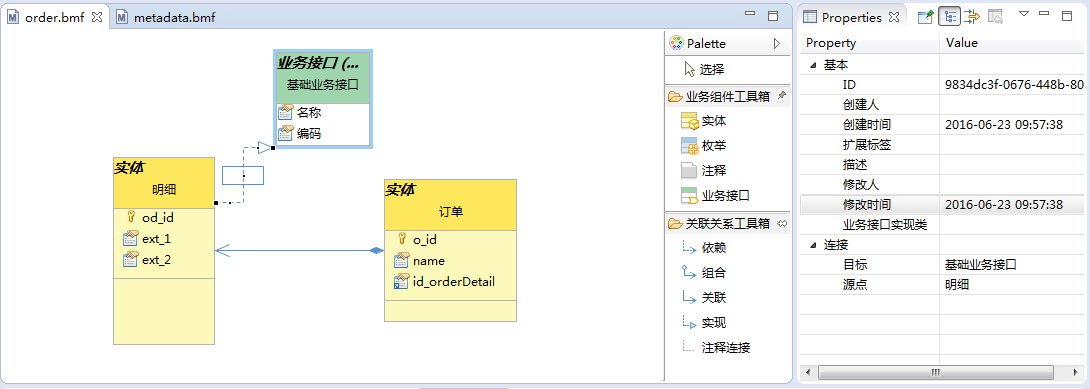 order.bmf
metadata.bmf
业务接口 (...
基础业务接口
名称
编码
实体
明细
od_id
ext_1
ext_2
实体
订单
o_id
name
id_orderDetail
Palette
选择
业务组件工具箱
实体
枚举
注释
业务接口
关联关系工具箱
依赖
组合
关联
实现
注释连接
Properties
Property Value
基本
ID 9834dc3f-0676-448b-80
创建人
创建时间 2016-06-23 09:57:38
扩展标签
描述
修改人
修改时间 2016-06-23 09:57:38
业务接口实现类
连接
目标 基础业务接口
源点 明细